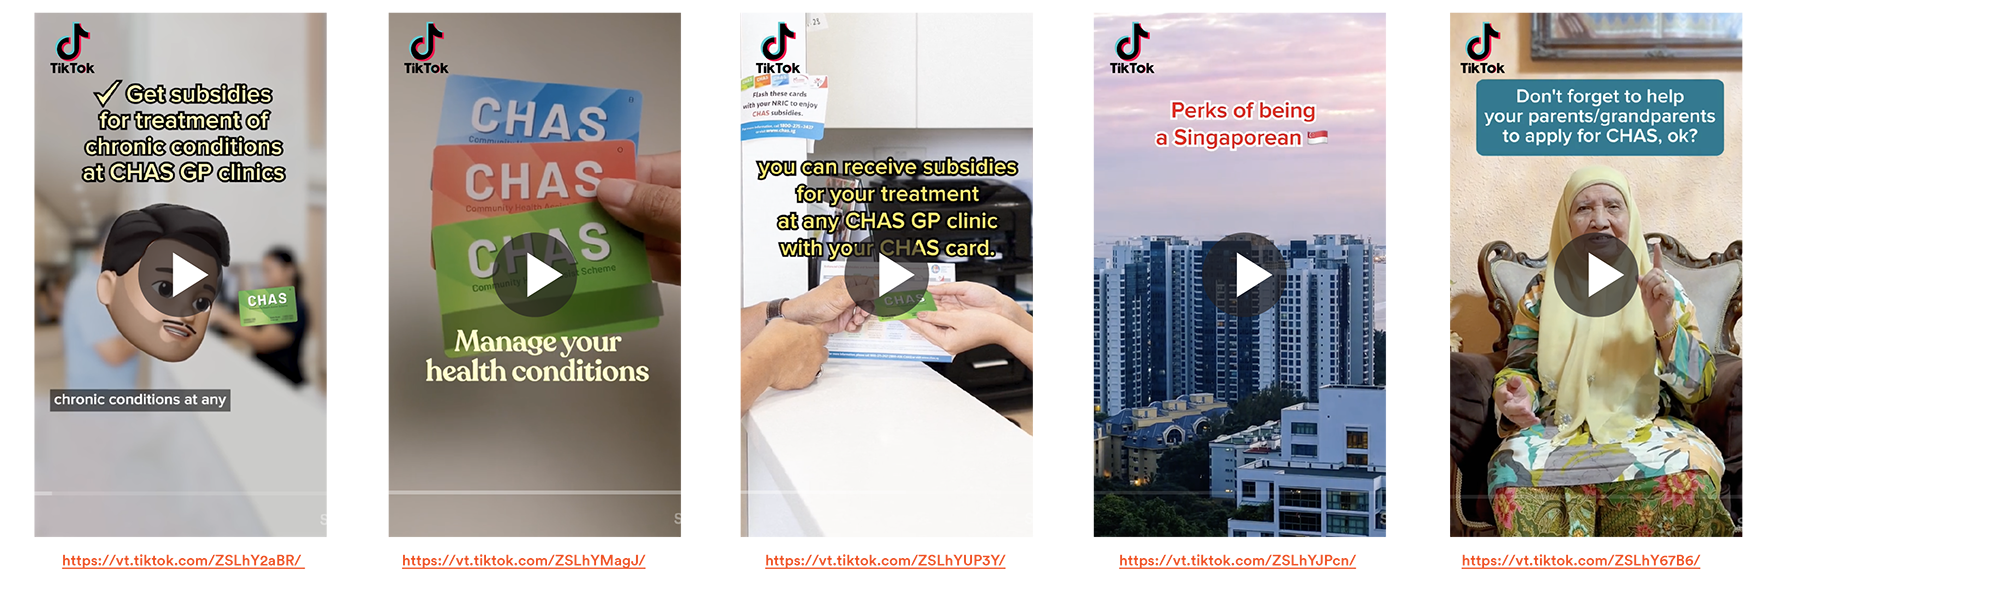 TikTok
✓ Get subsidies
for treatment of
chronic conditions
at CHAS GP clinics
CHAS
chronic conditions at any
https://vt.tiktok.com/ZSLhY2aBR/
TikTok
CHAS
B
CHAS
O
Community Health
CHAS
Scheme
Manage your
health conditions
https://vt.tiktok.com/ZSLhYMagJ/
TikTok
Flash these cards
with your NRIC to enjoy
CHAS subsidies.
you can receive subsidies
for your treatment
at any CHAS GP clinic
with your CHAS card.
CHAS
https://vt.tiktok.com/ZSLhYUP3Y/
TikTok
Perks of being
a Singaporean 🇸🇬
https://vt.tiktok.com/ZSLhYJPcn/
TikTok
Don't forget to help
your parents/grandparents
to apply for CHAS, ok?
https://vt.tiktok.com/ZSLhY67B6/